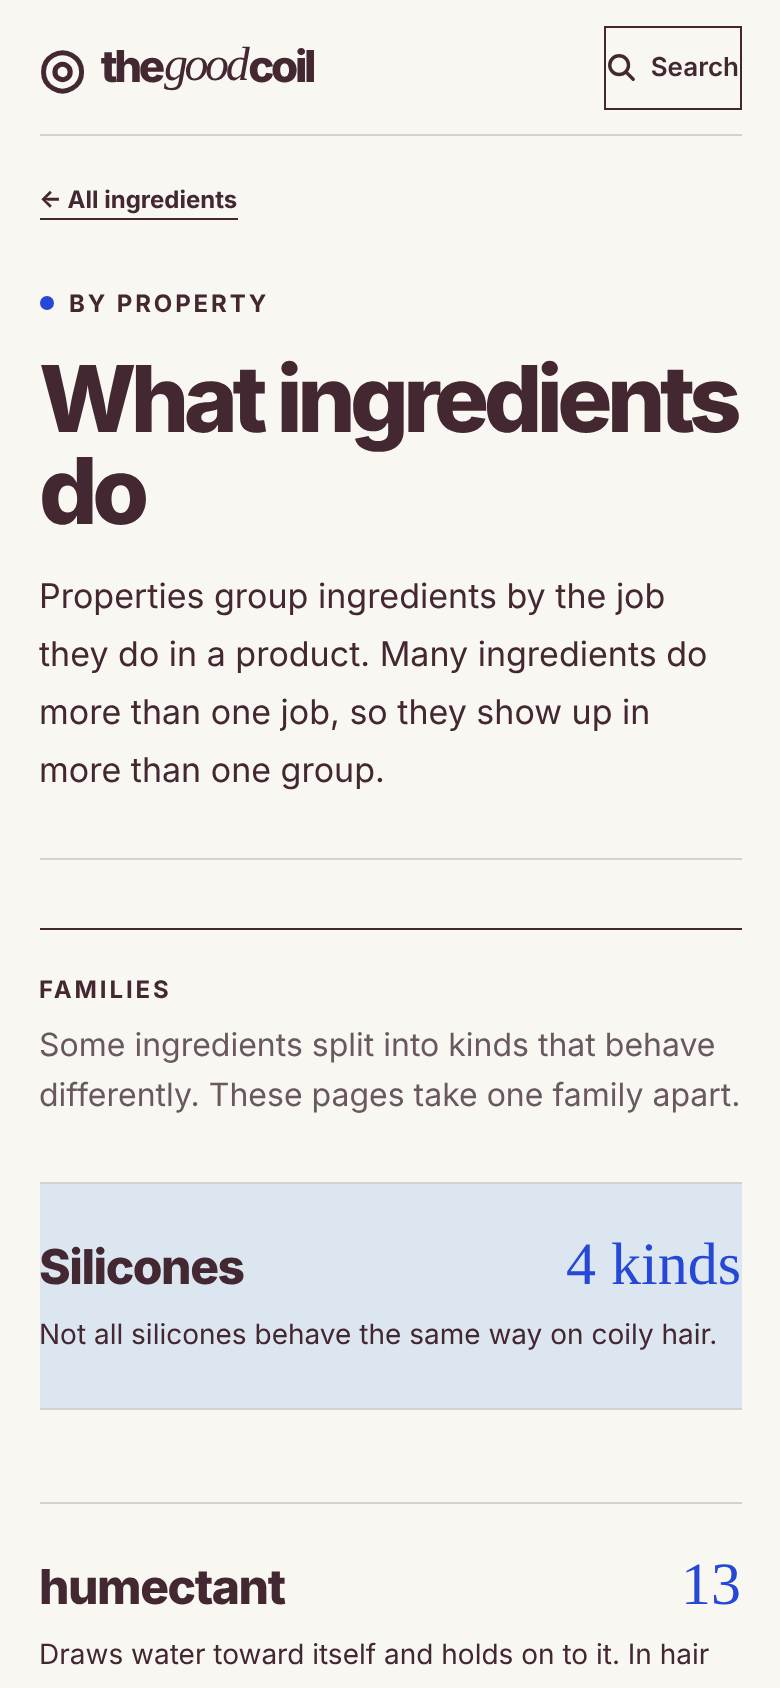 thegoodcoil
Search
← All ingredients
BY PROPERTY
What ingredients
do
Properties group ingredients by the job
they do in a product. Many ingredients do
more than one job, so they show up in
more than one group.
FAMILIES
Some ingredients split into kinds that behave
differently. These pages take one family apart.
Silicones 4 kinds
Not all silicones behave the same way on coily hair.
humectant 13
Draws water toward itself and holds on to it. In hair